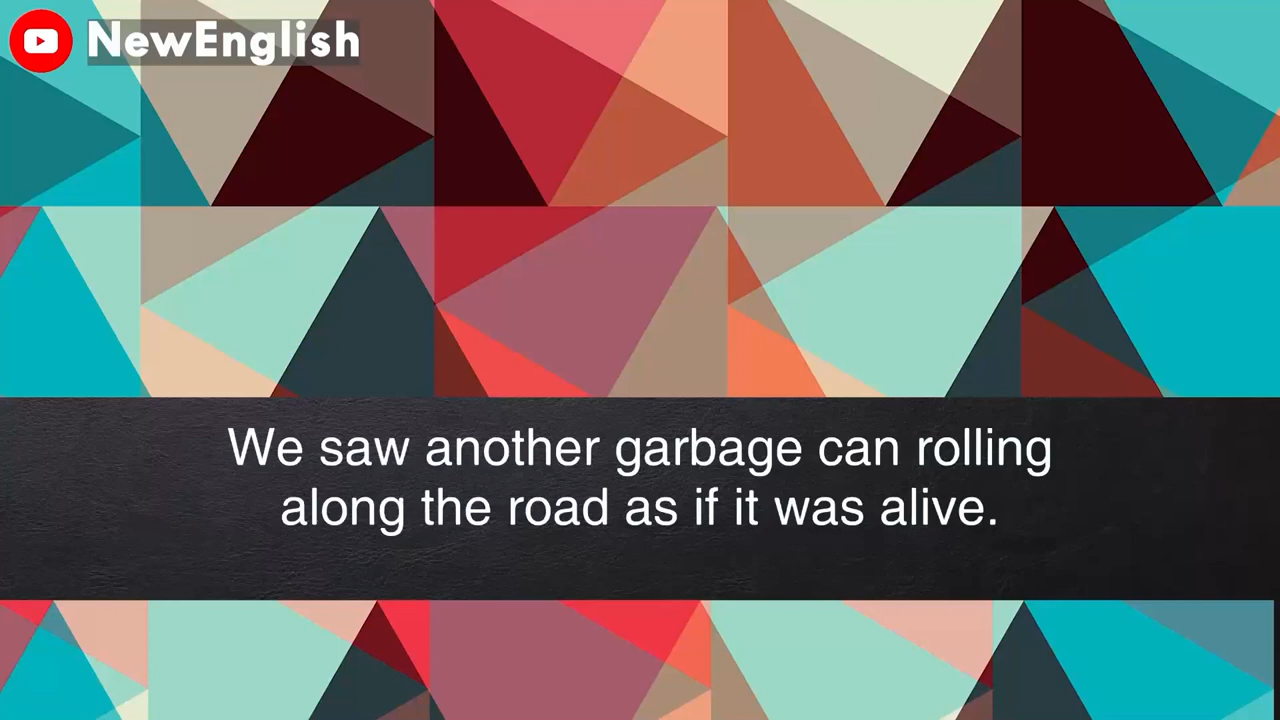 NewEnglish
We saw another garbage can rolling
along the road as if it was alive.